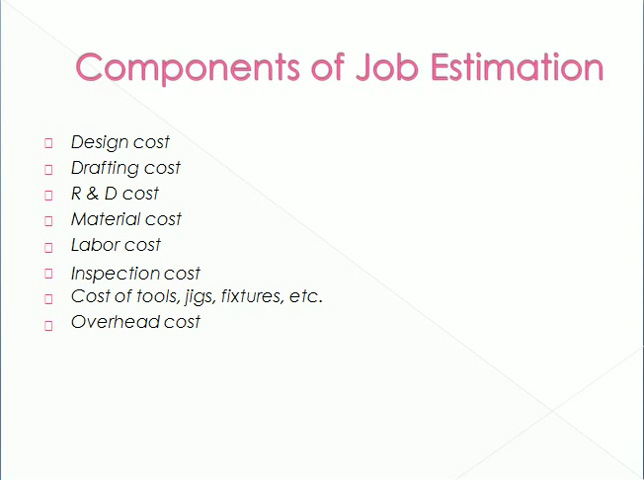 Components of Job Estimation
Design cost
Drafting cost
R & D cost
Material cost
Labor cost
Inspection cost
Cost of tools, jigs, fixtures, etc.
Overhead cost